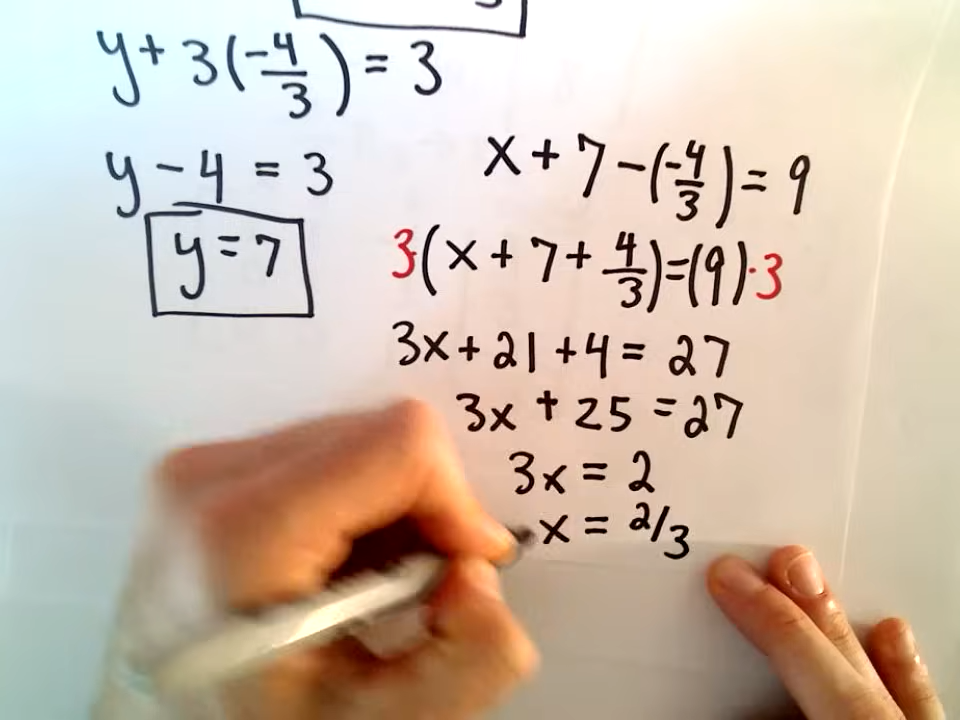 y + 3(-4/3) = 3
y - 4 = 3
y = 7
x + 7 - (-4/3) = 9
3·(x + 7 + 4/3) = (9)·3
3x + 21 + 4 = 27
3x + 25 = 27
3x = 2
x = 2/3